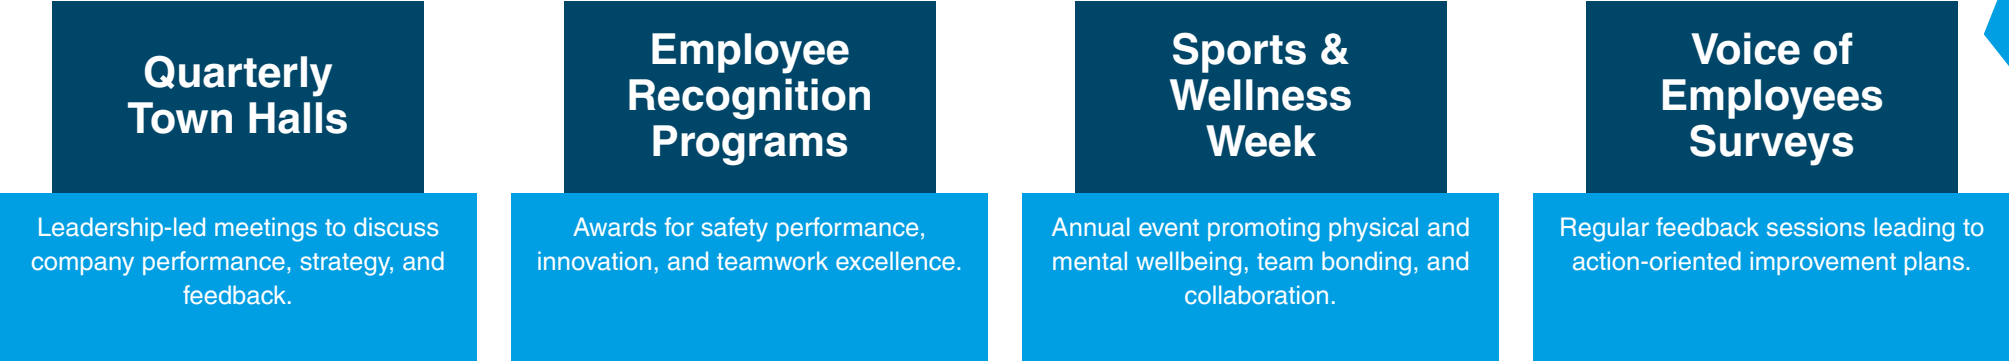 Quarterly
Town Halls
Leadership-led meetings to discuss
company performance, strategy, and
feedback.
Employee
Recognition
Programs
Awards for safety performance,
innovation, and teamwork excellence.
Sports &
Wellness
Week
Annual event promoting physical and
mental wellbeing, team bonding, and
collaboration.
Voice of
Employees
Surveys
Regular feedback sessions leading to
action-oriented improvement plans.